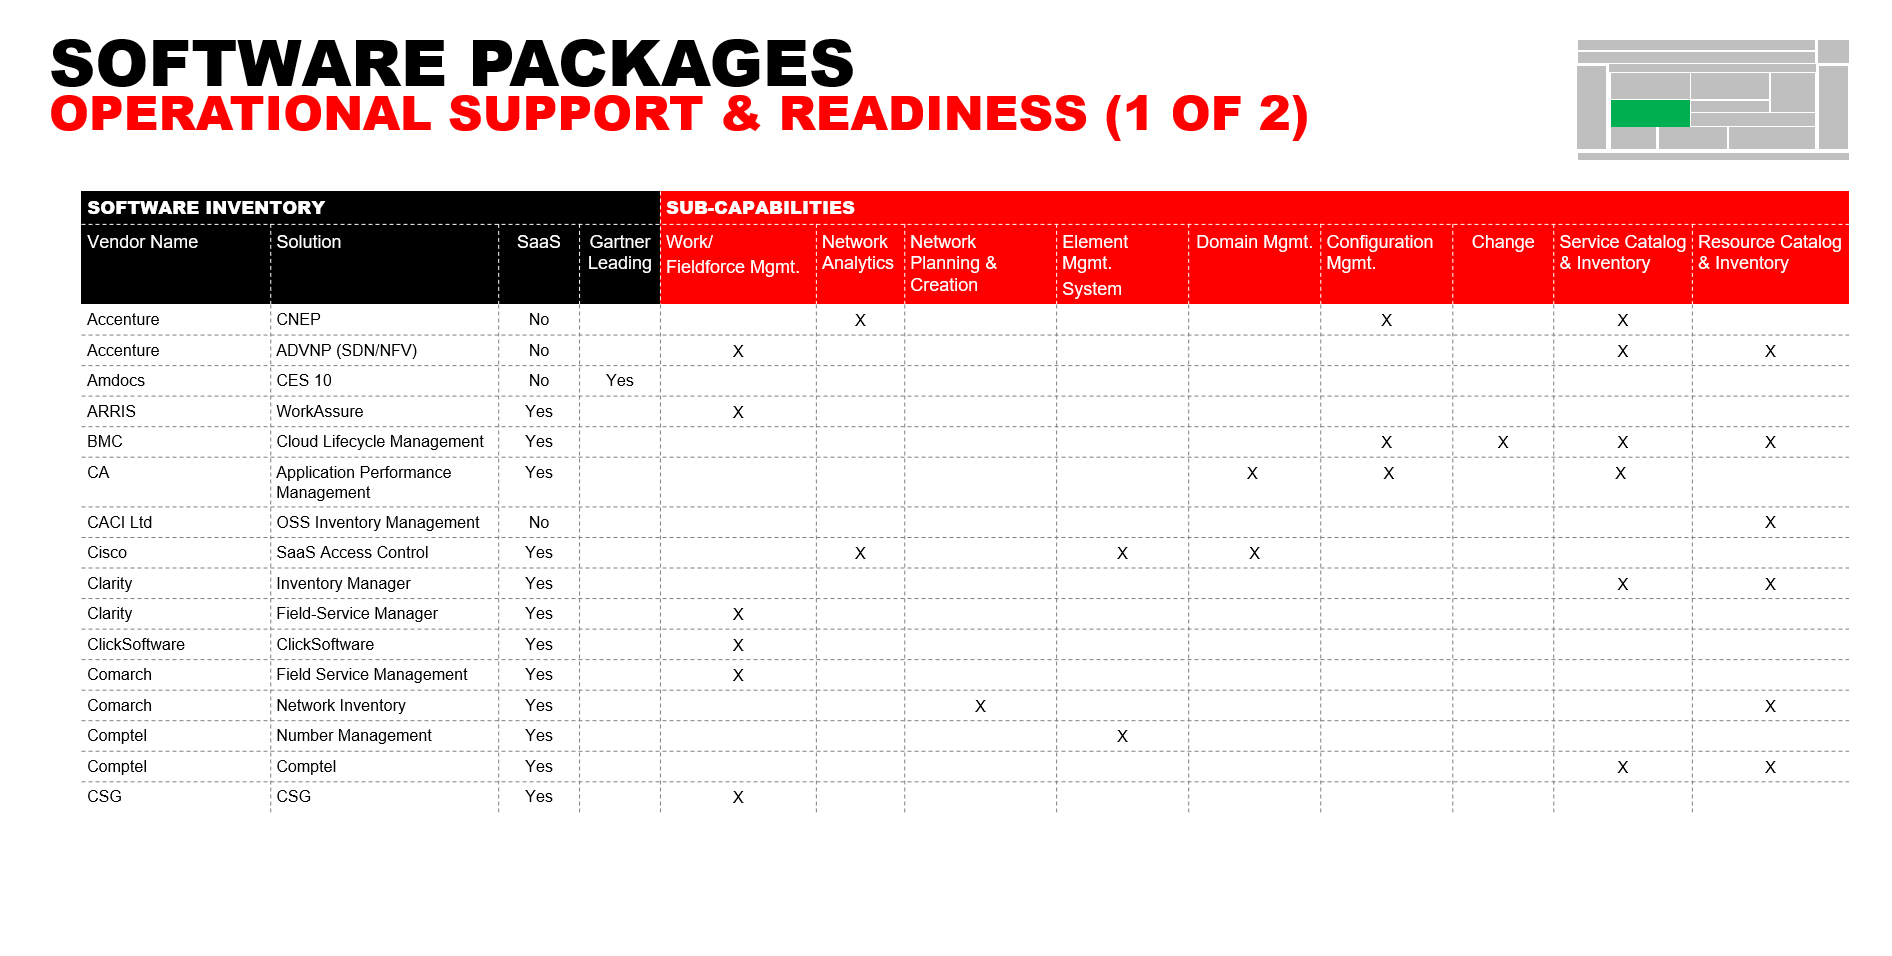 SOFTWARE PACKAGES
OPERATIONAL SUPPORT & READINESS (1 OF 2)
SOFTWARE INVENTORY SUB-CAPABILITIES
Vendor Name Solution SaaS Gartner Leading Work/ Fieldforce Mgmt. Network Analytics Network Planning & Creation Element Mgmt. System Domain Mgmt. Configuration Mgmt. Change Service Catalog & Inventory Resource Catalog & Inventory
Accenture CNEP No X X X
Accenture ADVNP (SDN/NFV) No X X X
Amdocs CES 10 No Yes
ARRIS WorkAssure Yes X
BMC Cloud Lifecycle Management Yes X X X X
CA Application Performance Management Yes X X X
CACI Ltd OSS Inventory Management No X
Cisco SaaS Access Control Yes X X X
Clarity Inventory Manager Yes X X
Clarity Field-Service Manager Yes X
ClickSoftware ClickSoftware Yes X
Comarch Field Service Management Yes X
Comarch Network Inventory Yes X X
Comptel Number Management Yes X
Comptel Comptel Yes X X
CSG CSG Yes X